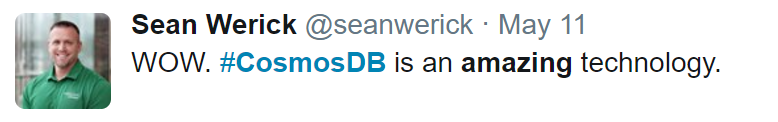 Sean Werick @seanwerick · May 11
WOW. #CosmosDB is an amazing technology.